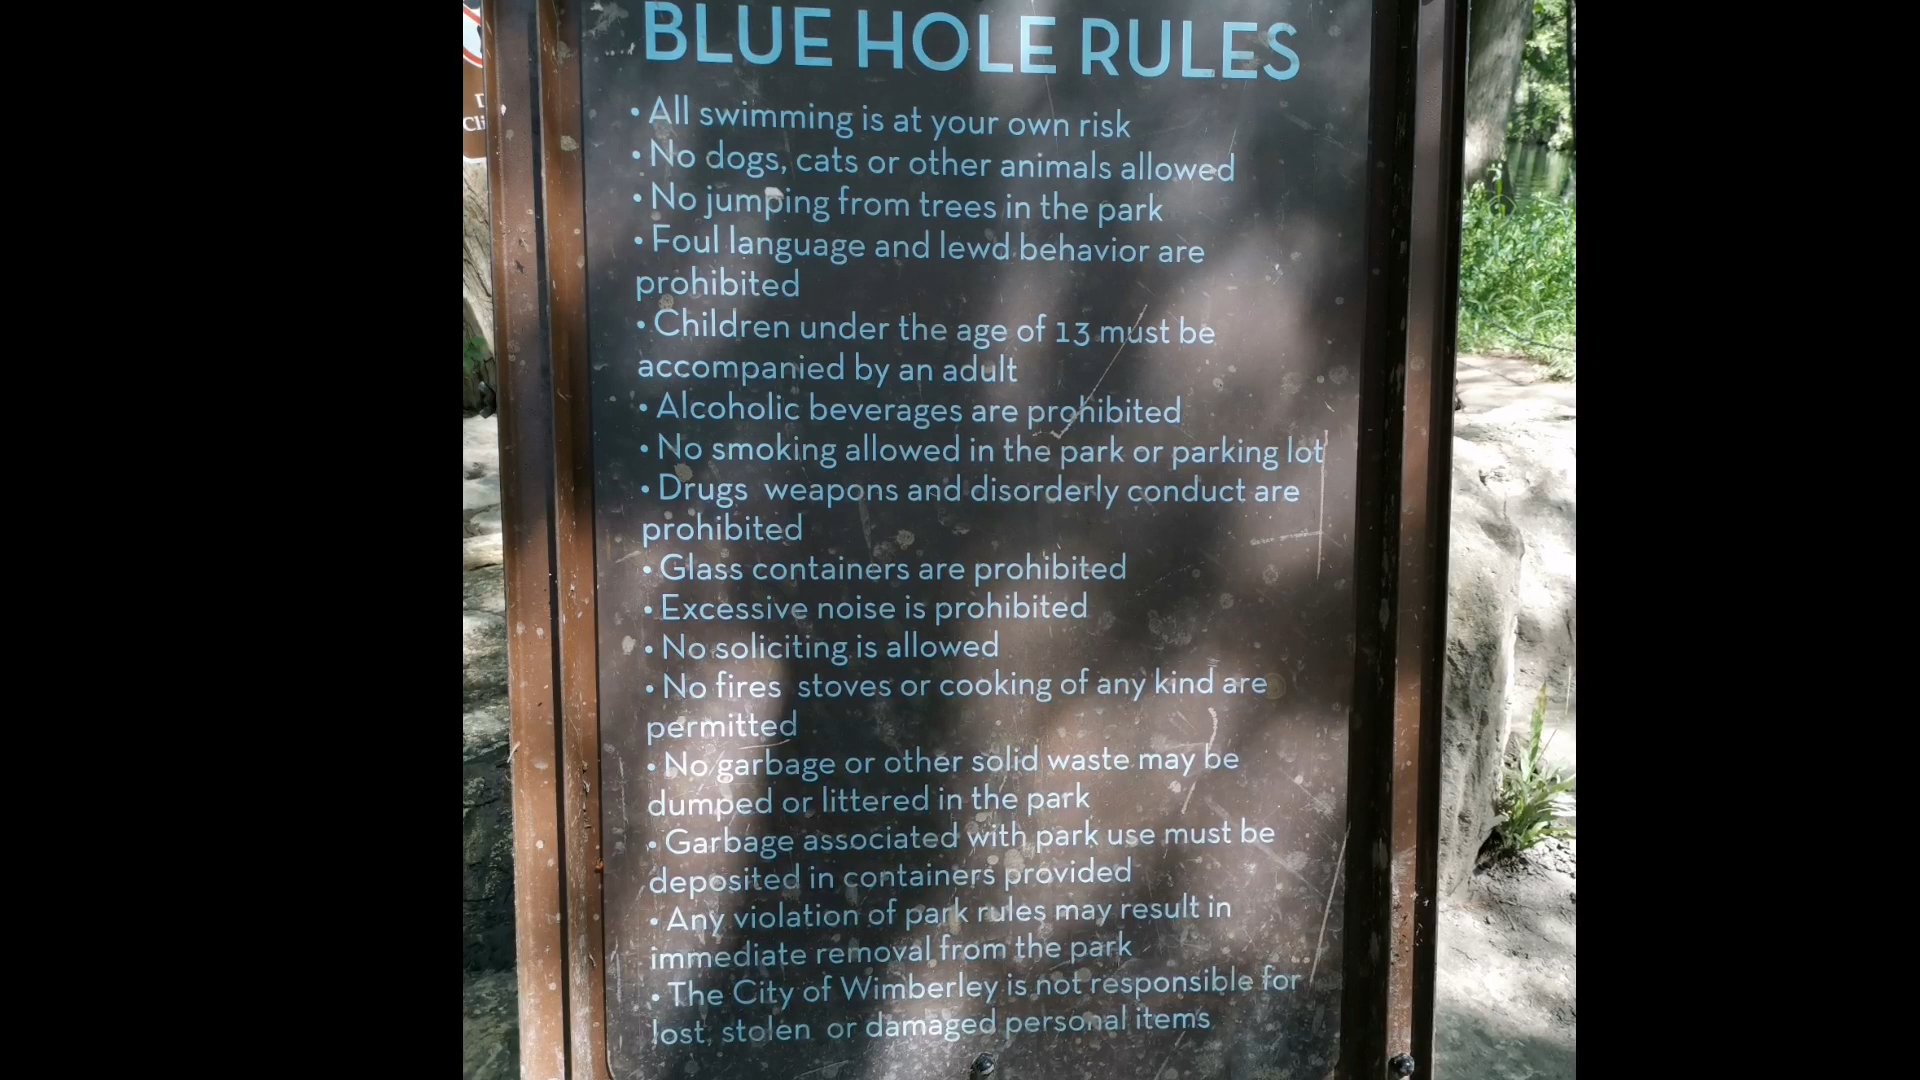 BLUE HOLE RULES
• All swimming is at your own risk
• No dogs, cats or other animals allowed
• No jumping from trees in the park
• Foul language and lewd behavior are
prohibited
• Children under the age of 13 must be
accompanied by an adult
• Alcoholic beverages are prohibited
• No smoking allowed in the park or parking lot
• Drugs weapons and disorderly conduct are
prohibited
• Glass containers are prohibited
• Excessive noise is prohibited
• No soliciting is allowed
• No fires stoves or cooking of any kind are
permitted
• No garbage or other solid waste may be
dumped or littered in the park
• Garbage associated with park use must be
deposited in containers provided
• Any violation of park rules may result in
immediate removal from the park
• The City of Wimberley is not responsible for
lost, stolen or damaged personal items